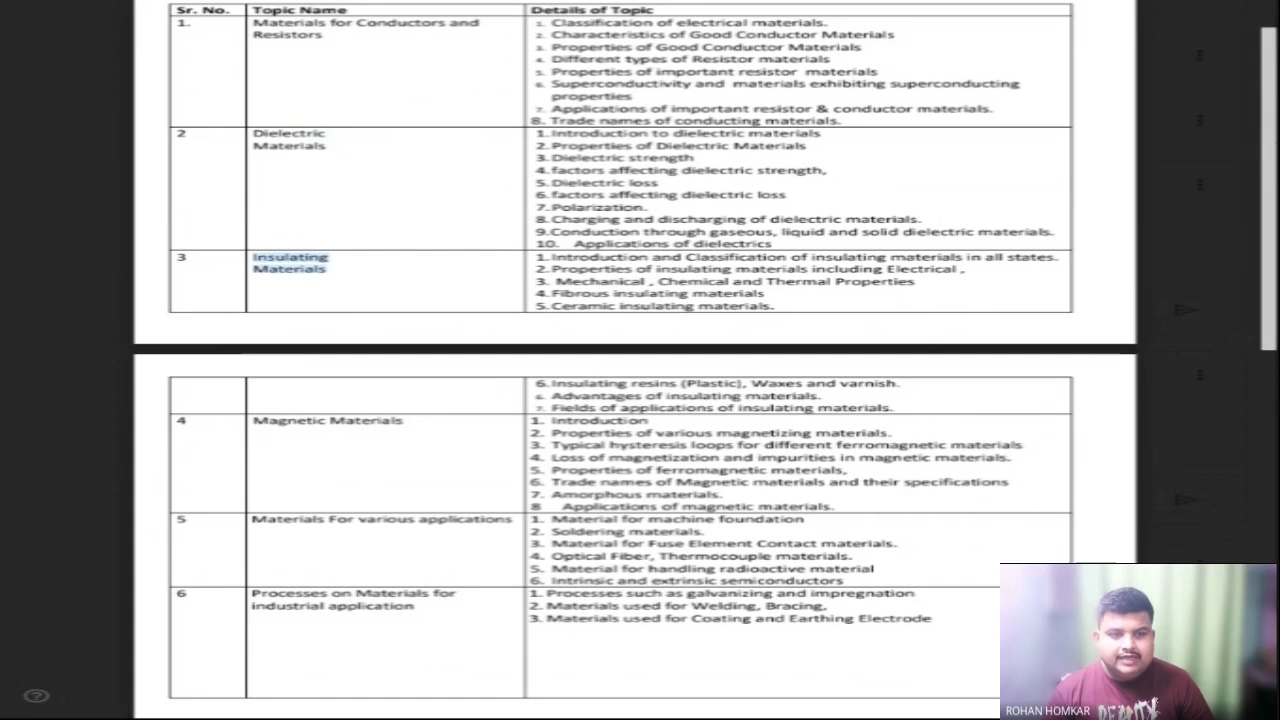 Sr. No. Topic Name Details of Topic
1. Materials for Conductors and Resistors
1. Classification of electrical materials.
2. Characteristics of Good Conductor Materials
3. Properties of Good Conductor Materials
4. Different types of Resistor materials
5. Properties of important resistor materials
6. Superconductivity and materials exhibiting superconducting
properties
7. Applications of important resistor & conductor materials.
8. Trade names of conducting materials.
2 Dielectric
Materials
1. Introduction to dielectric materials
2. Properties of Dielectric Materials
3. Dielectric strength
4. factors affecting dielectric strength,
5. Dielectric loss
6. factors affecting dielectric loss
7. Polarization.
8. Charging and discharging of dielectric materials.
9. Conduction through gaseous, liquid and solid dielectric materials.
10. Applications of dielectrics
3 Insulating
Materials
1. Introduction and Classification of insulating materials in all states.
2. Properties of insulating materials including Electrical ,
3. Mechanical , Chemical and Thermal Properties
4. Fibrous insulating materials
5. Ceramic insulating materials.
6. Insulating resins (Plastic), Waxes and varnish.
6. Advantages of insulating materials.
7. Fields of applications of insulating materials.
4 Magnetic Materials
1. Introduction
2. Properties of various magnetizing materials.
3. Typical hysteresis loops for different ferromagnetic materials
4. Loss of magnetization and impurities in magnetic materials.
5. Properties of ferromagnetic materials,
6. Trade names of Magnetic materials and their specifications
7. Amorphous materials.
8 Applications of magnetic materials.
5 Materials For various applications
1. Material for machine foundation
2. Soldering materials.
3. Material for Fuse Element Contact materials.
4. Optical Fiber, Thermocouple materials.
5. Material for handling radioactive material
6. Intrinsic and extrinsic semiconductors
6 Processes on Materials for
industrial application
1. Processes such as galvanizing and impregnation
2. Materials used for Welding, Bracing,
3. Materials used for Coating and Earthing Electrode
ROHAN HOMKAR